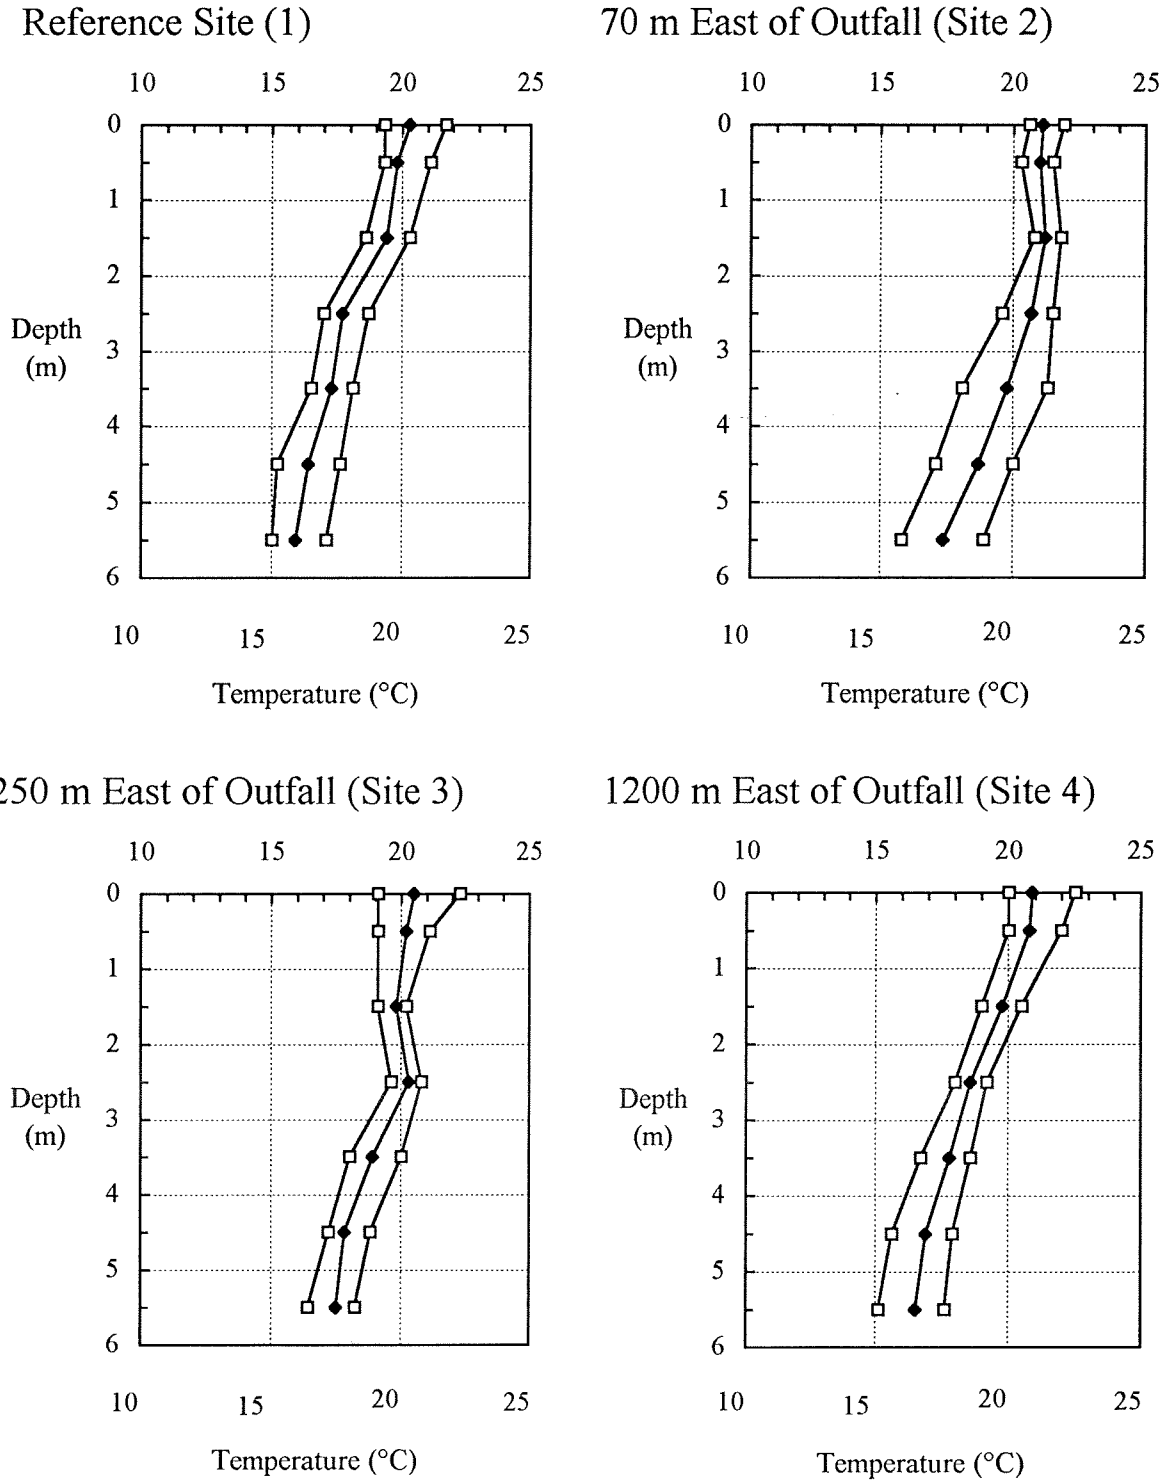 Reference Site (1)
10 15 20 25
0
1
2
Depth
3
(m)
4
5
6
10 15 20 25
Temperature (°C)
70 m East of Outfall (Site 2)
10 15 20 25
0
1
2
Depth
3
(m)
4
5
6
10 15 20 25
Temperature (°C)
250 m East of Outfall (Site 3)
10 15 20 25
0
1
2
Depth
3
(m)
4
5
6
10 15 20 25
Temperature (°C)
1200 m East of Outfall (Site 4)
10 15 20 25
0
1
2
Depth
3
(m)
4
5
6
10 15 20 25
Temperature (°C)